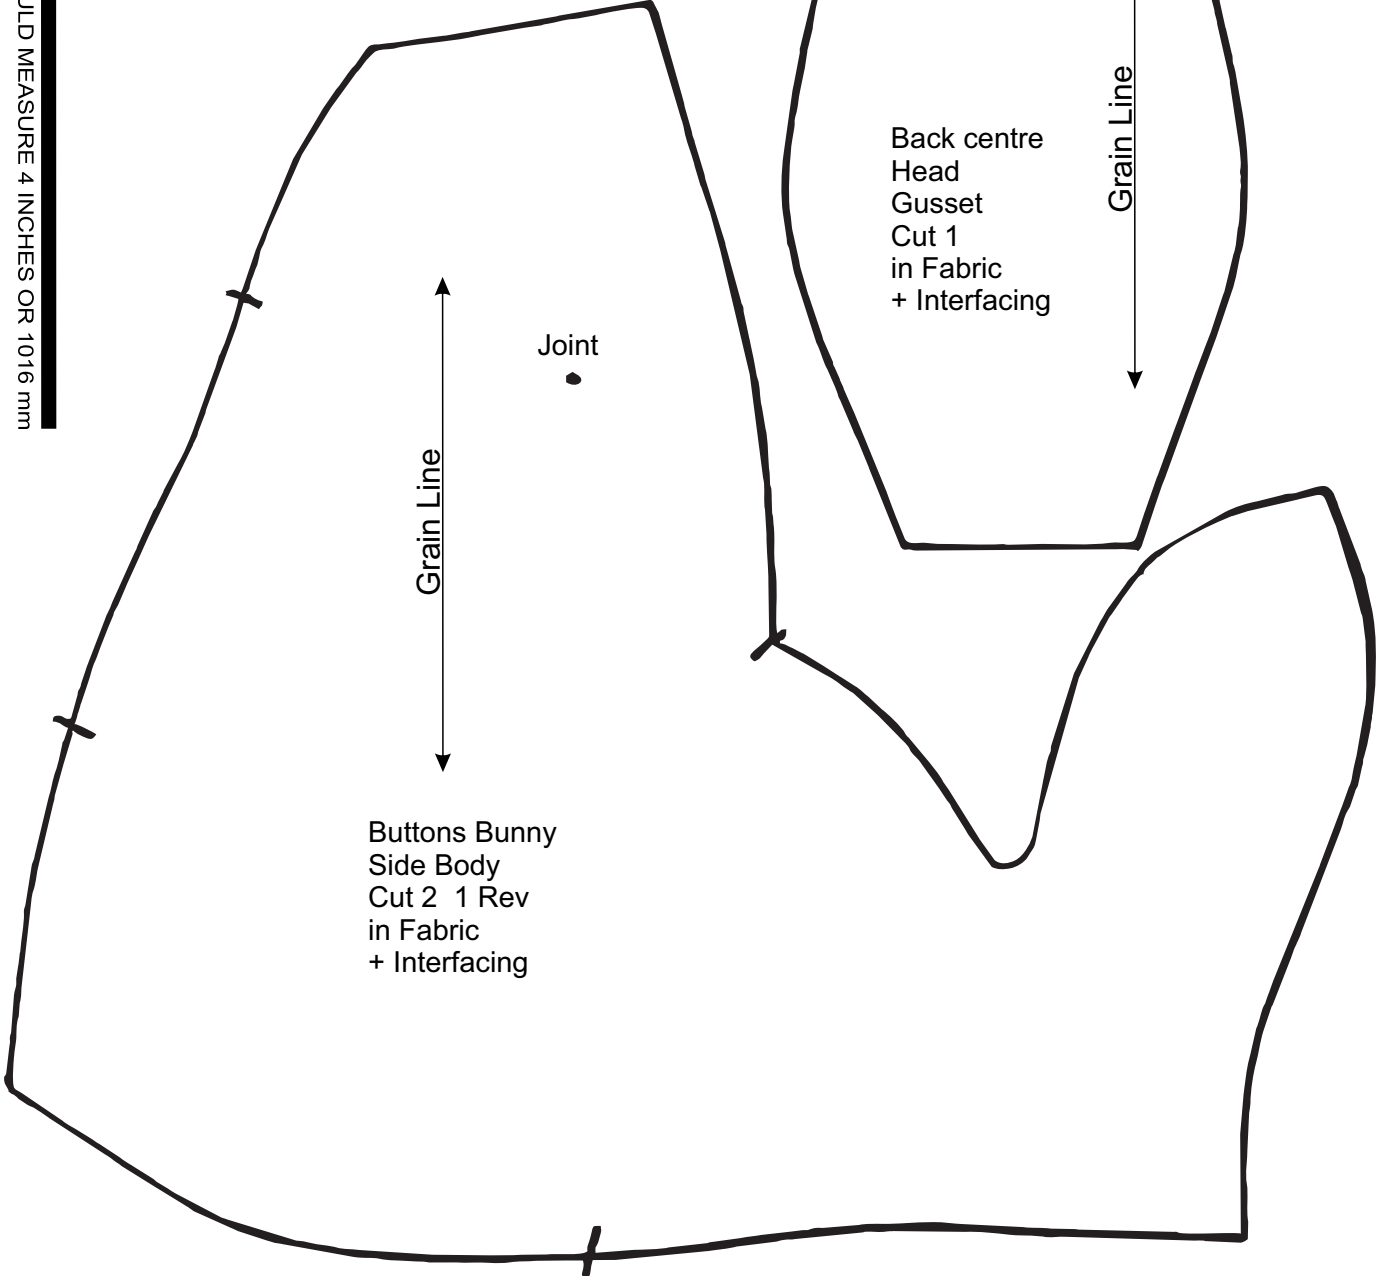 MEASURE 4 INCHES OR 1016 mm
Back centre
Head
Gusset
Cut 1
in Fabric
+ Interfacing
Grain Line
Joint
Grain Line
Buttons Bunny
Side Body
Cut 2 1 Rev
in Fabric
+ Interfacing